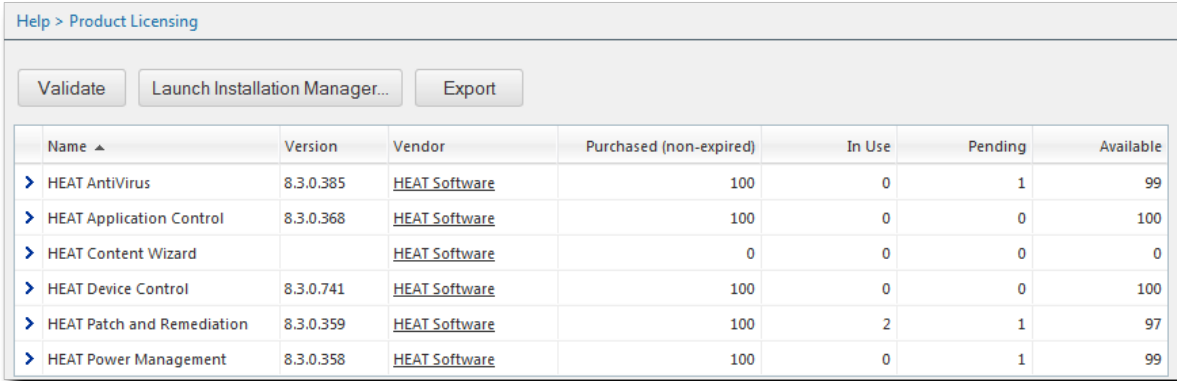 Help > Product Licensing
Validate Launch Installation Manager... Export
Name Version Vendor Purchased (non-expired) In Use Pending Available
HEAT AntiVirus 8.3.0.385 HEAT Software 100 0 1 99
HEAT Application Control 8.3.0.368 HEAT Software 100 0 0 100
HEAT Content Wizard HEAT Software 0 0 0 0
HEAT Device Control 8.3.0.741 HEAT Software 100 0 0 100
HEAT Patch and Remediation 8.3.0.359 HEAT Software 100 2 1 97
HEAT Power Management 8.3.0.358 HEAT Software 100 0 1 99